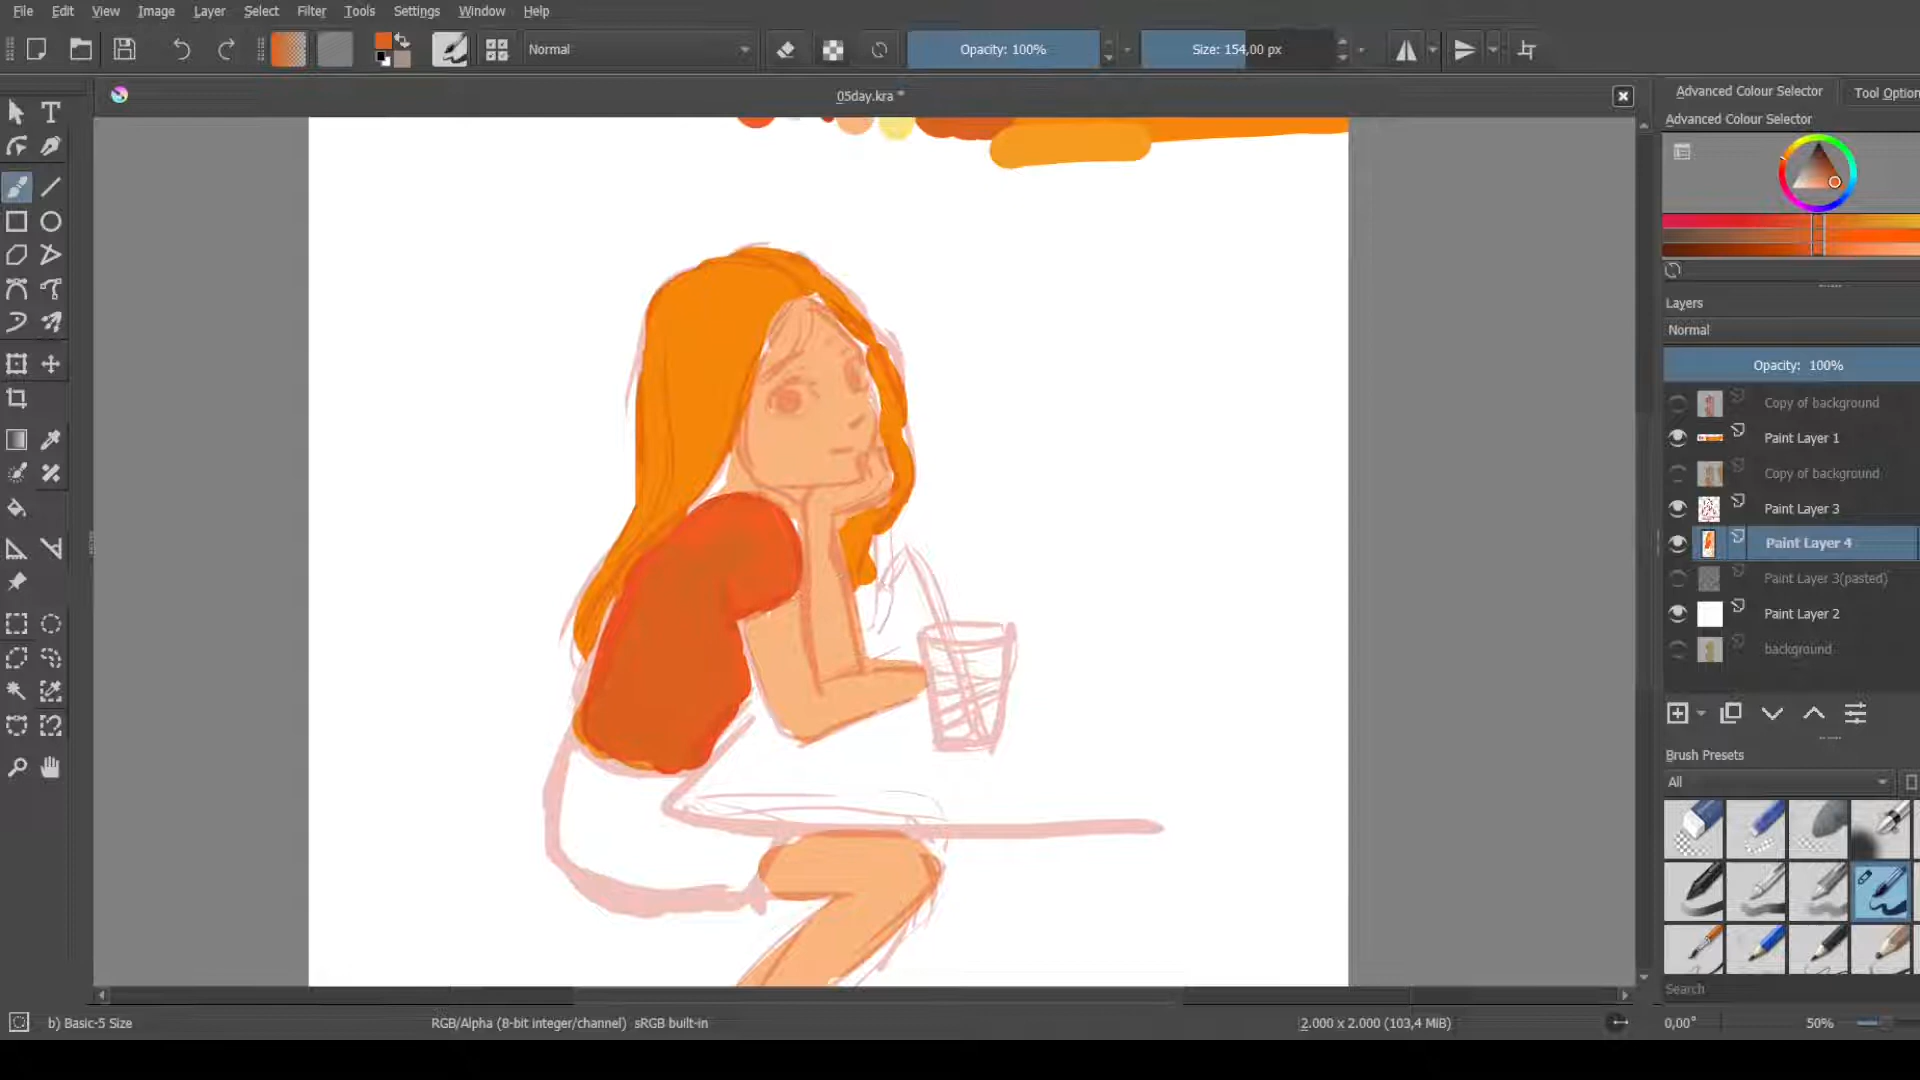 File Edit View Image Layer Select Filter Tools Settings Window Help
Normal
Opacity: 100%
Size: 154,00 px
05day.kra *
Advanced Colour Selector
Tool Option
Advanced Colour Selector
Layers
Normal
Opacity: 100%
Copy of background
Paint Layer 1
Copy of background
Paint Layer 3
Paint Layer 4
Paint Layer 3(pasted)
Paint Layer 2
background
Brush Presets
All
Search
b) Basic-5 Size
RGB/Alpha (8-bit integer/channel) sRGB built-in
2.000 x 2.000 (103,4 MiB)
0,00°
50%